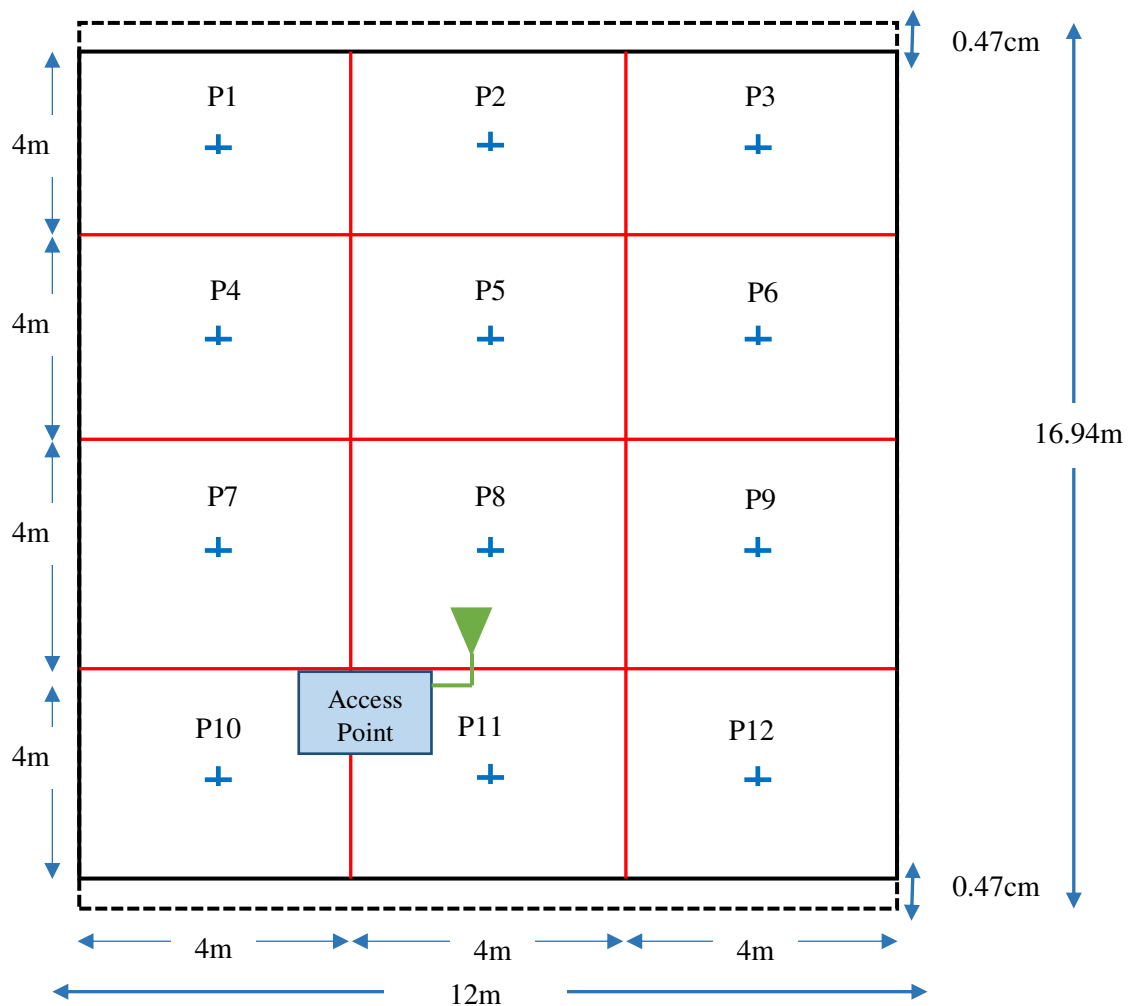 0.47cm
P1 P2 P3
4m
P4 P5 P6
4m
16.94m
P7 P8 P9
4m
Access
Point
P10 P11 P12
4m
0.47cm
4m 4m 4m
12m